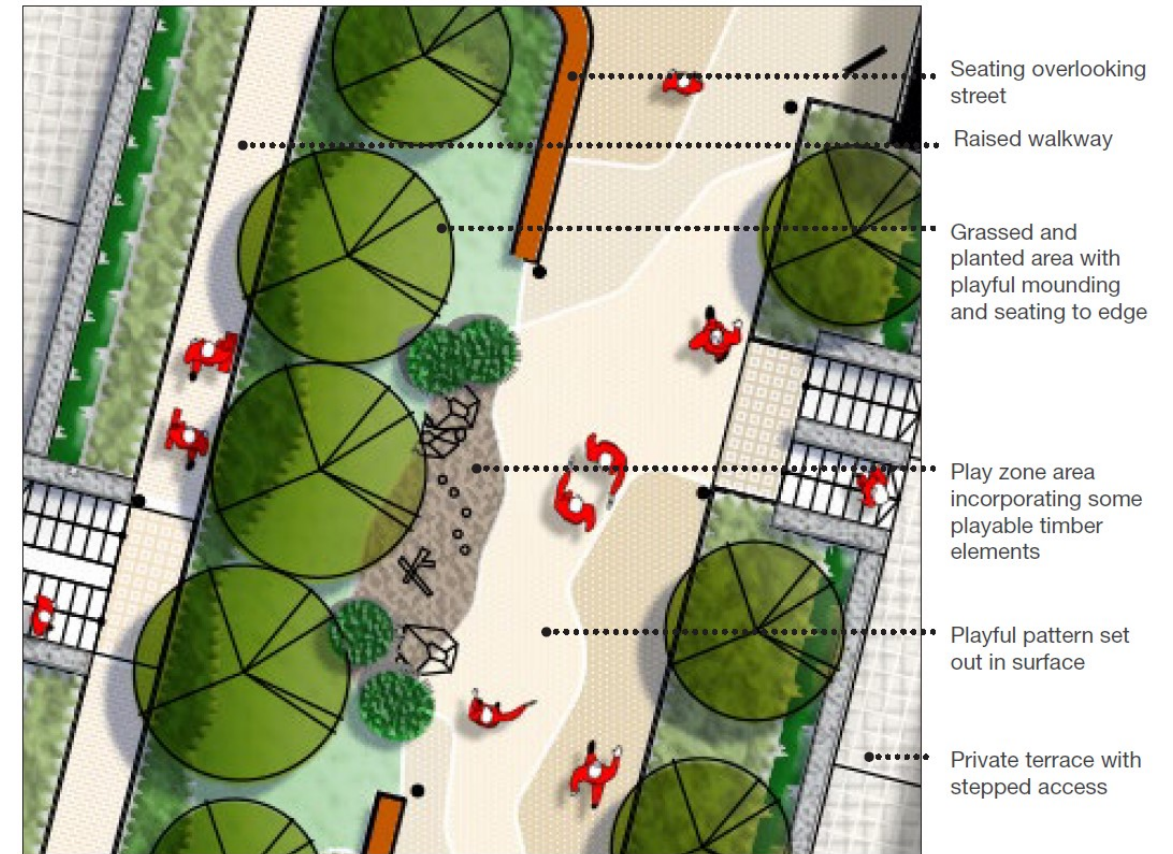 Seating overlooking
street
Raised walkway
Grassed and
planted area with
playful mounding
and seating to edge
Play zone area
incorporating some
playable timber
elements
Playful pattern set
out in surface
Private terrace with
stepped access